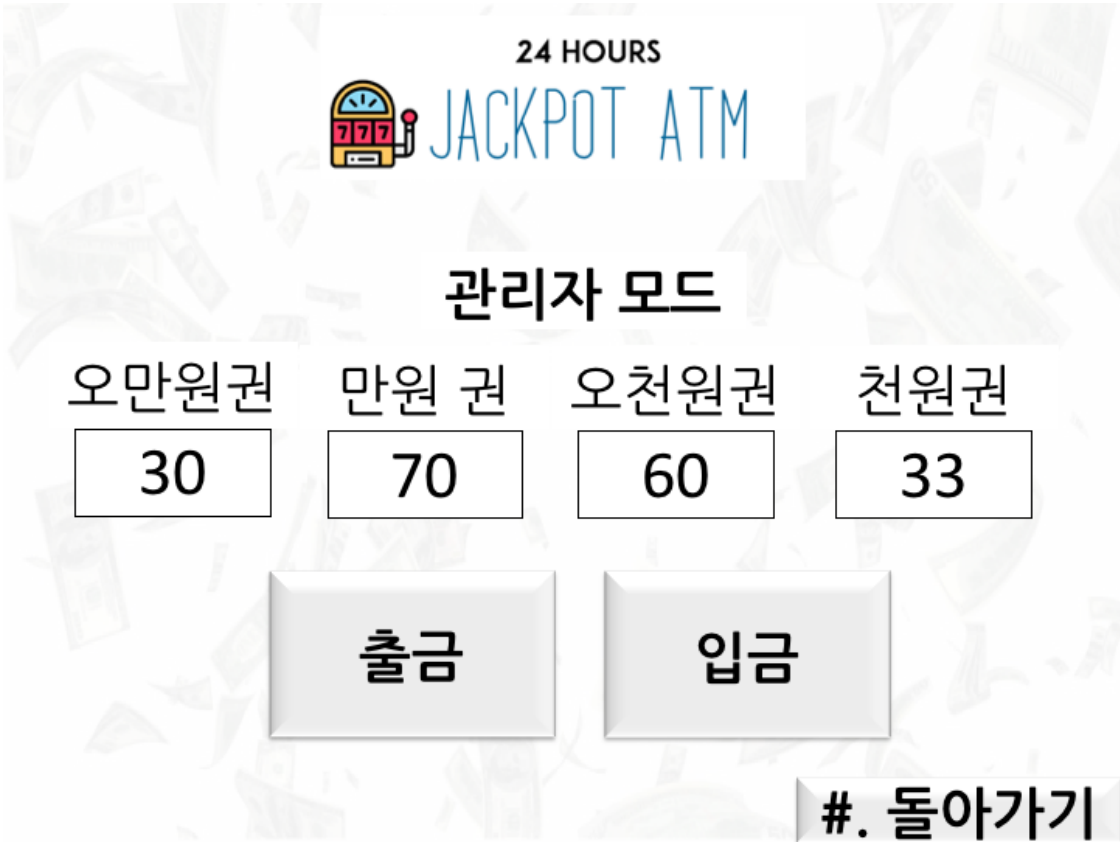 24 HOURS
777 JACKPOT ATM
관리자 모드
오만원권 만원 권 오천원권 천원권
30 70 60 33
출금 입금
#. 돌아가기